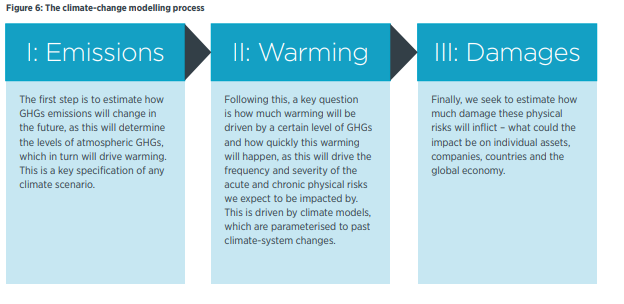 Figure 6: The climate-change modelling process
I: Emissions
The first step is to estimate how
GHGs emissions will change in
the future, as this will determine
the levels of atmospheric GHGs,
which in turn will drive warming.
This is a key specification of any
climate scenario.
II: Warming
Following this, a key question
is how much warming will be
driven by a certain level of GHGs
and how quickly this warming
will happen, as this will drive the
frequency and severity of the
acute and chronic physical risks
we expect to be impacted by.
This is driven by climate models,
which are parameterised to past
climate-system changes.
III: Damages
Finally, we seek to estimate how
much damage these physical
risks will inflict – what could the
impact be on individual assets,
companies, countries and the
global economy.